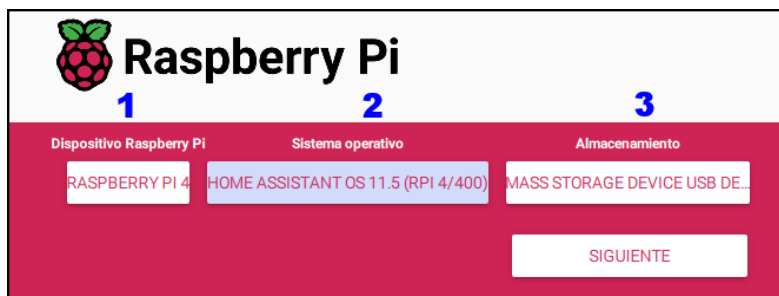 Raspberry Pi
1 2 3
Dispositivo Raspberry Pi Sistema operativo Almacenamiento
RASPBERRY PI 4 HOME ASSISTANT OS 11.5 (RPI 4/400) MASS STORAGE DEVICE USB DE...
SIGUIENTE